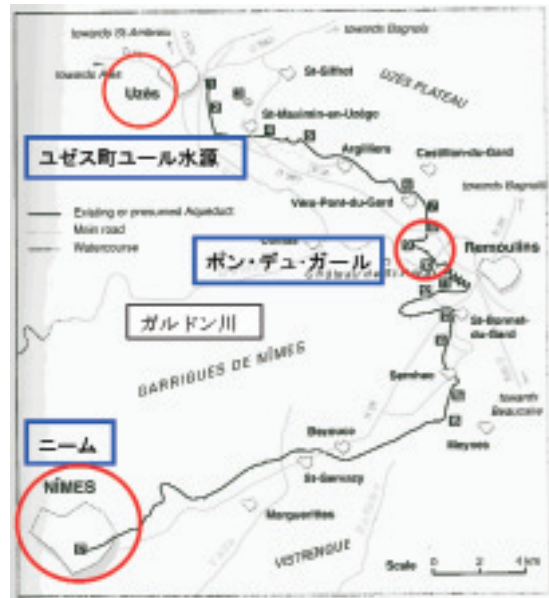 towards St-Ambroix
towards Bagnols
towards Alet
Uzès
St-Siffret
UZÈS PLATEAU
St-Maximin-en-Uzège
ユゼス町ユール水源
Argilliers
Castillon-du-Gard
towards Bagnols
Vers-Pont-du-Gard
Existing or presumed Aqueduct
Main road
Watercourse
ポン・デュ・ガール
Remoulins
ガルドン川
St-Bonnet-du-Gard
GARRIGUES DE NÎMES
Sernhac
towards Beaucaire
ニーム
Bezouce
Meynes
NÎMES
St-Gervazy
Marguerittes
VISTRENQUE
Scale 0 2 4 km